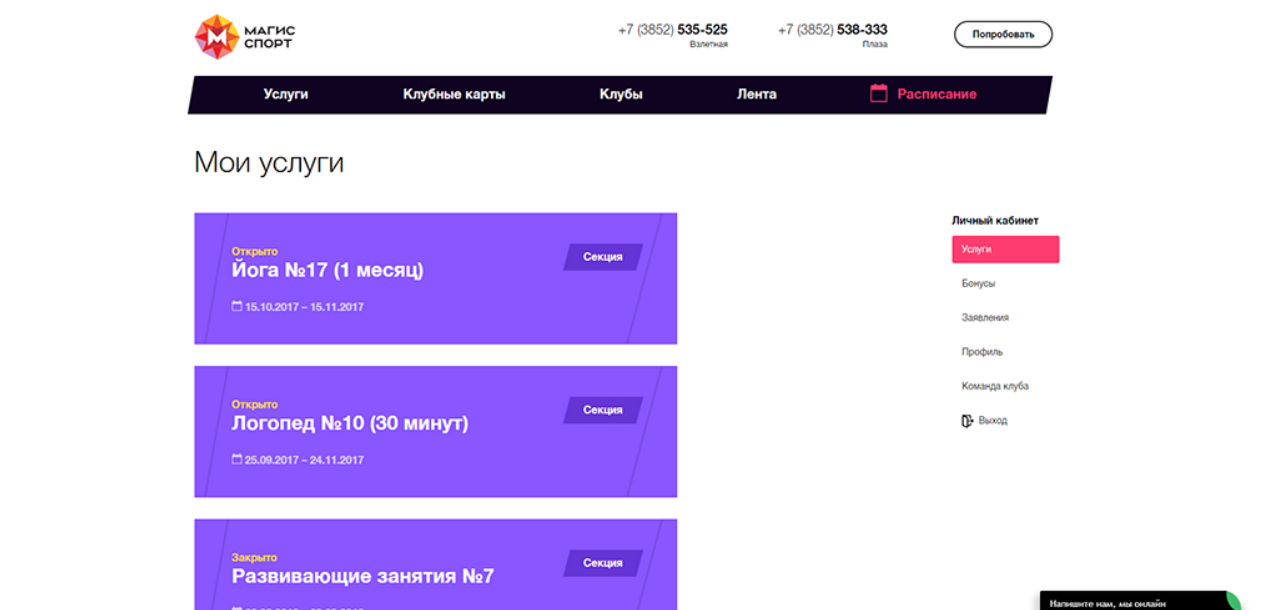 МАГИС
СПОРТ
+7 (3852) 535-525
Взлетная
+7 (3852) 538-333
Плаза
Попробовать
Услуги
Клубные карты
Клубы
Лента
Расписание
Мои услуги
Открыто
Йога №17 (1 месяц)
Секция
15.10.2017 – 15.11.2017
Открыто
Логопед №10 (30 минут)
Секция
25.09.2017 – 24.11.2017
Закрыто
Развивающие занятия №7
Секция
Личный кабинет
Услуги
Бонусы
Заявления
Профиль
Команда клуба
Выход
Напишите нам, мы онлайн